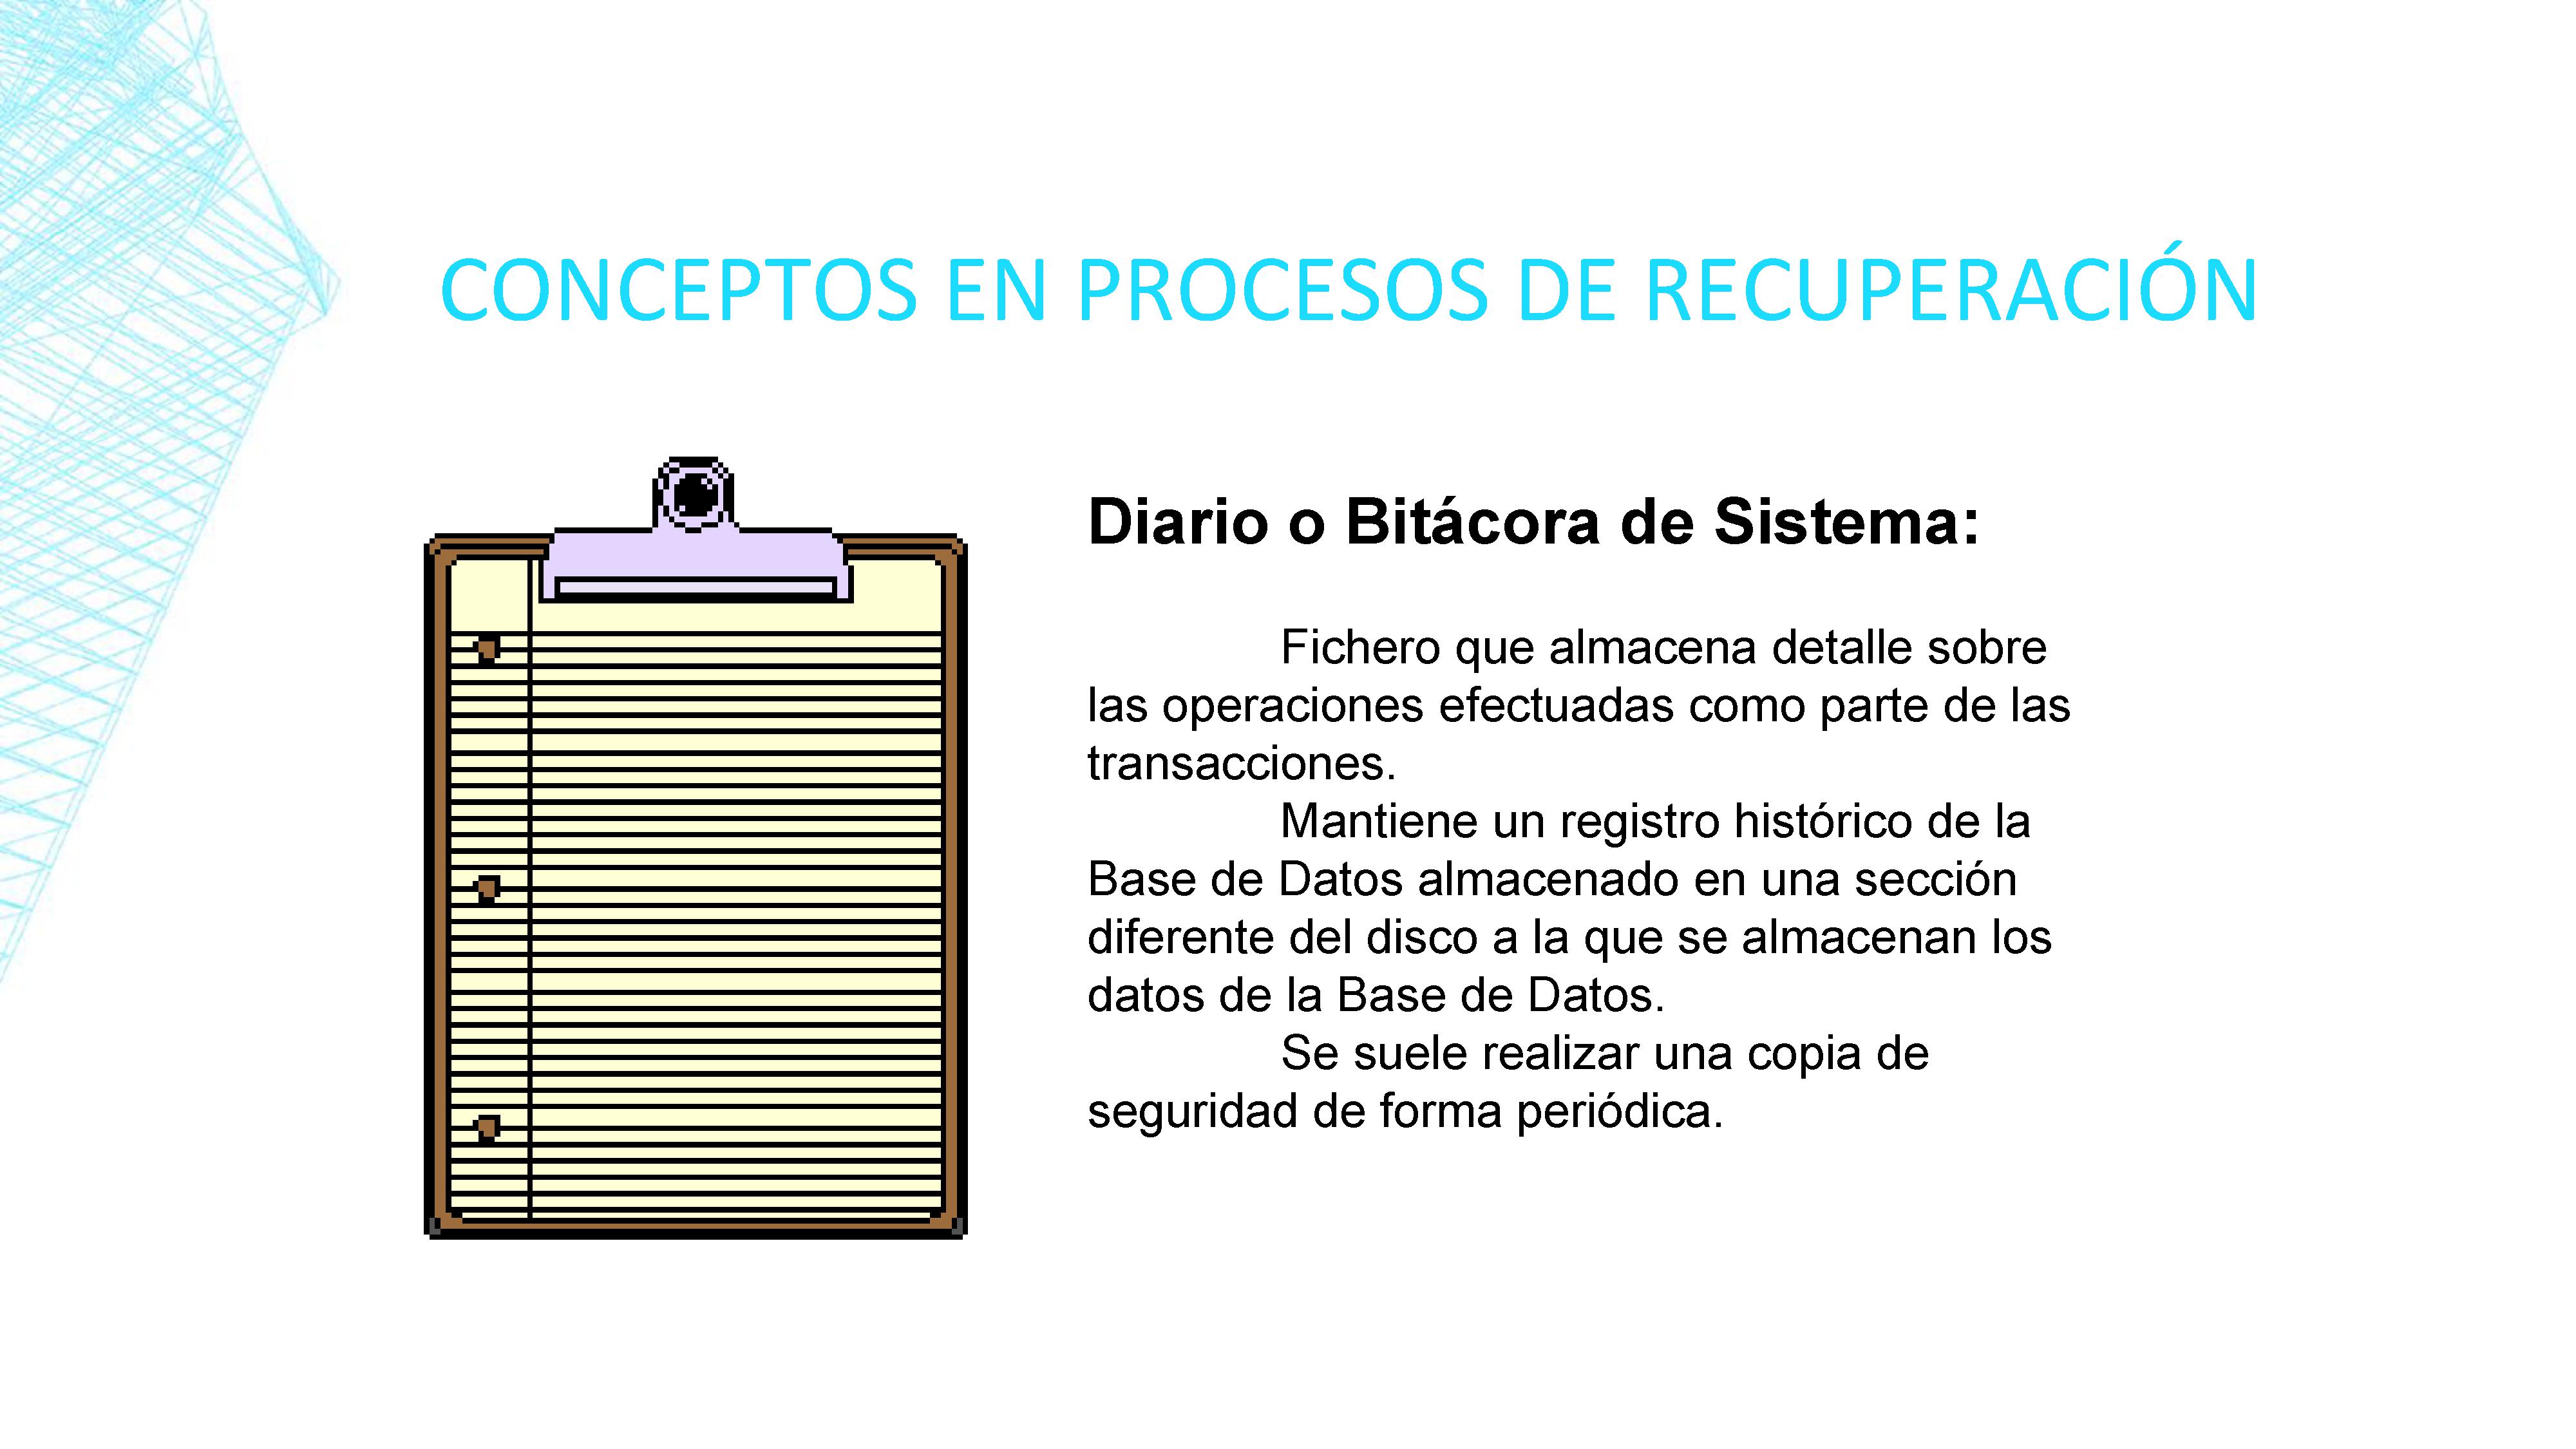 CONCEPTOS EN PROCESOS DE RECUPERACIÓN
Diario o Bitácora de Sistema:
Fichero que almacena detalle sobre
las operaciones efectuadas como parte de las
transacciones.
Mantiene un registro histórico de la
Base de Datos almacenado en una sección
diferente del disco a la que se almacenan los
datos de la Base de Datos.
Se suele realizar una copia de
seguridad de forma periódica.